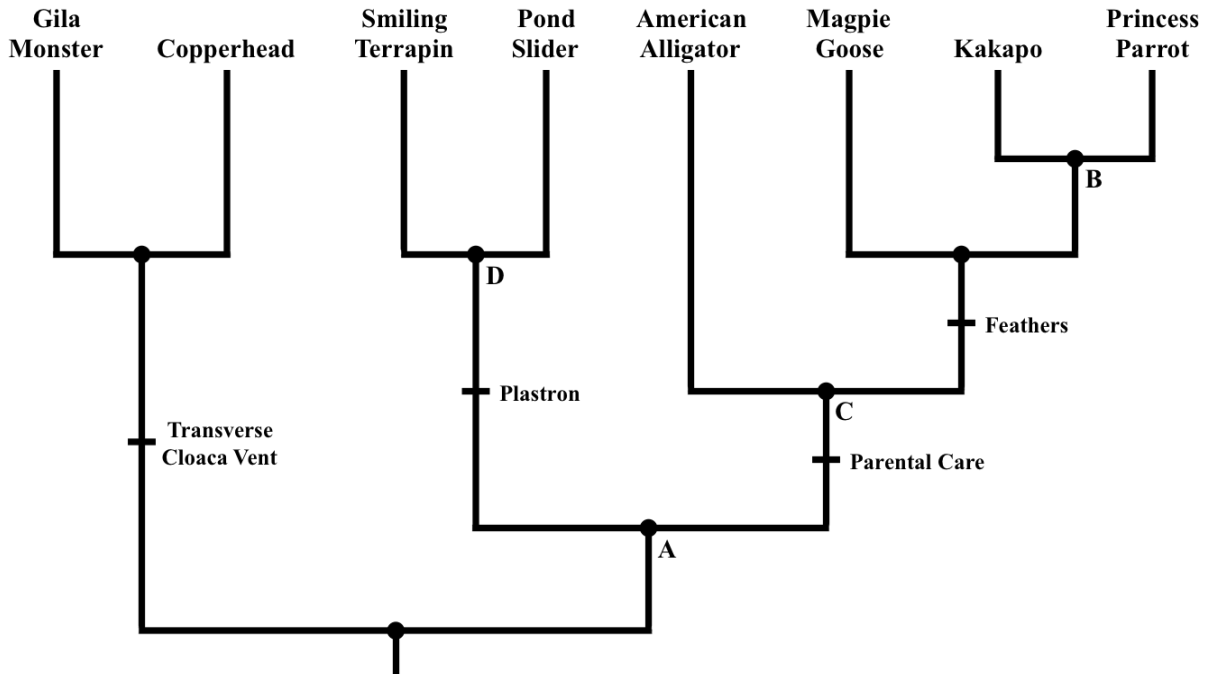 Gila
Monster
Copperhead
Smiling
Terrapin
Pond
Slider
American
Alligator
Magpie
Goose
Kakapo
Princess
Parrot
B
D
Feathers
Plastron
C
Transverse
Cloaca Vent
Parental Care
A